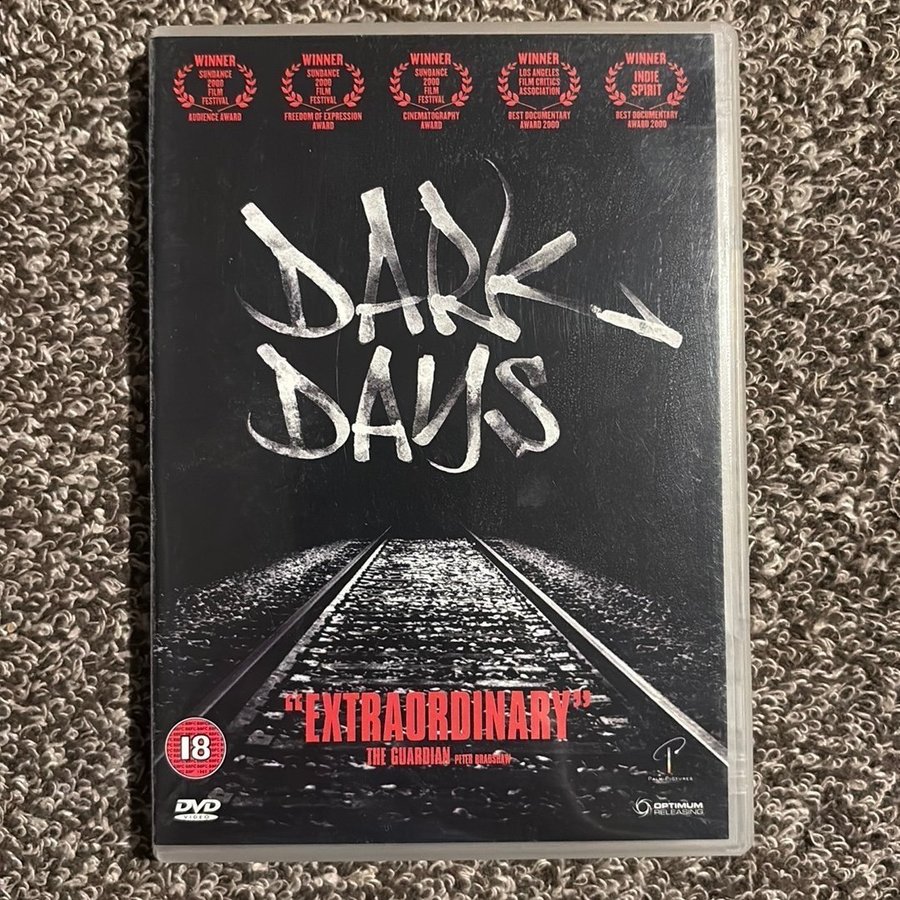 WINNER
SUNDANCE
2000
FILM
FESTIVAL
AUDIENCE AWARD
WINNER
SUNDANCE
2000
FILM
FESTIVAL
FREEDOM OF EXPRESSION
AWARD
WINNER
SUNDANCE
2000
FILM
FESTIVAL
CINEMATOGRAPHY
AWARD
WINNER
LOS ANGELES
FILM CRITICS
ASSOCIATION
BEST DOCUMENTARY
AWARD 2000
WINNER
INDIE
SPIRIT
BEST DOCUMENTARY
AWARD 2000
DARK
DAYS
"EXTRAORDINARY"
THE GUARDIAN PETER BRADSHAW
18
DVD
VIDEO
PALM PICTURES
OPTIMUM
RELEASING